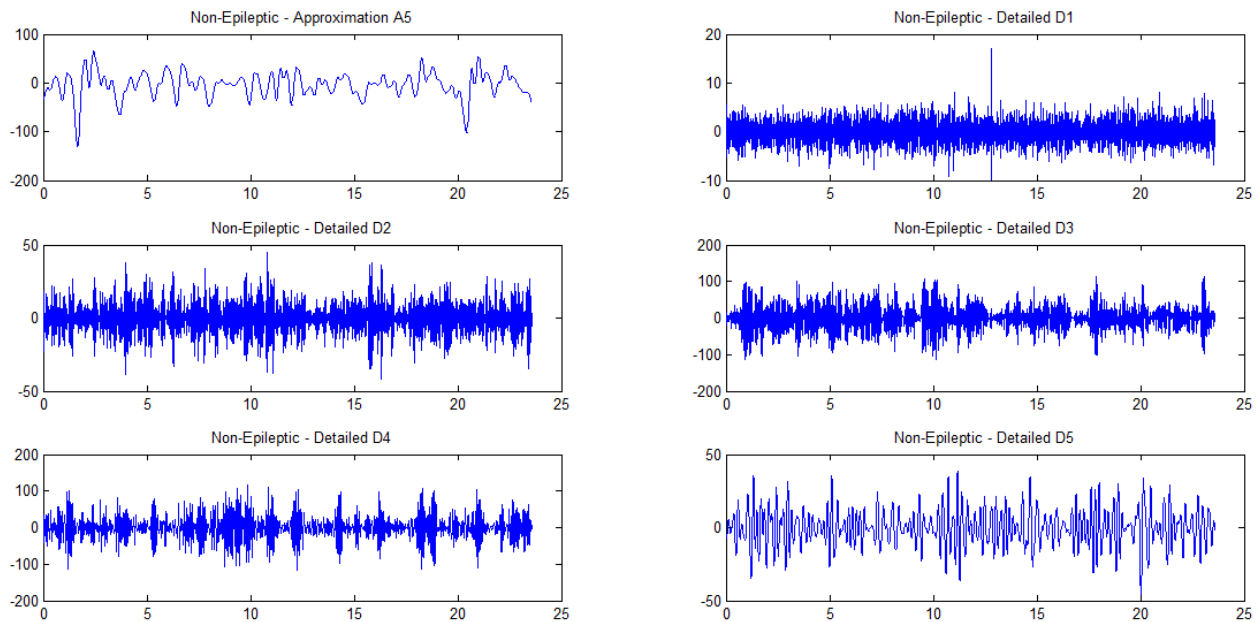 Non-Epileptic - Approximation A5
100
0
-100
-200
0 5 10 15 20 25
Non-Epileptic - Detailed D1
20
10
0
-10
0 5 10 15 20 25
Non-Epileptic - Detailed D2
50
0
-50
0 5 10 15 20 25
Non-Epileptic - Detailed D3
200
100
0
-100
-200
0 5 10 15 20 25
Non-Epileptic - Detailed D4
200
100
0
-100
-200
0 5 10 15 20 25
Non-Epileptic - Detailed D5
50
0
-50
0 5 10 15 20 25